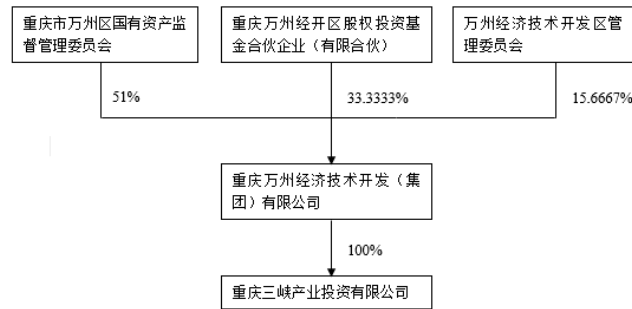 重庆市万州区国有资产监
督管理委员会
重庆万州经开区股权投资基
金合伙企业（有限合伙）
万州经济技术开发区管
理委员会
51%
33.3333%
15.6667%
重庆万州经济技术开发（集
团）有限公司
100%
重庆三峡产业投资有限公司